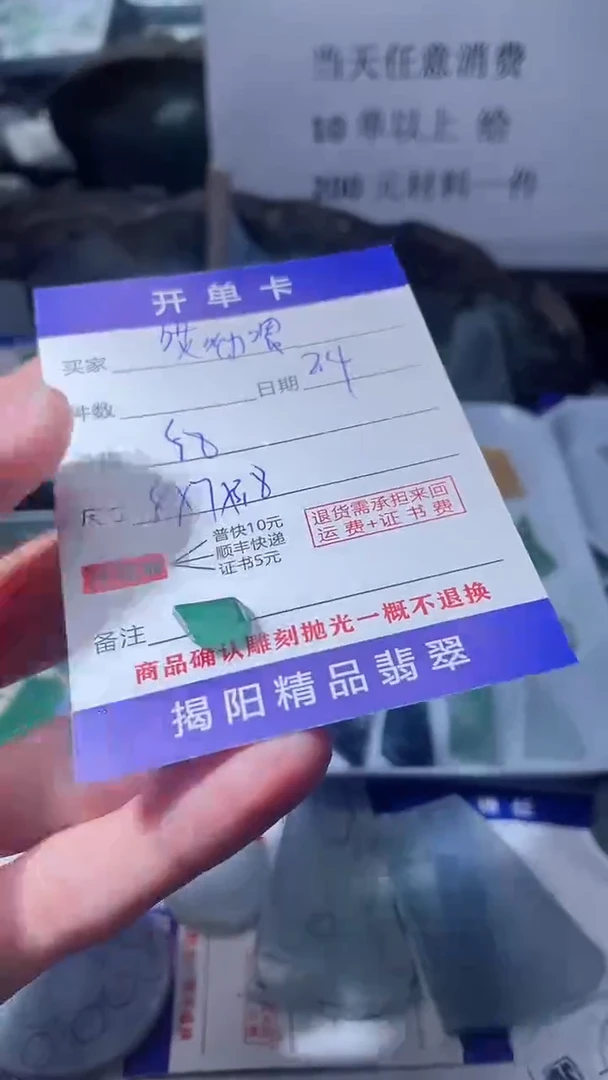 当天任意消费
10单以上 给
200元材料一件
开单卡
买家
件数
日期 24
58
尺寸
普快10元
顺丰快递
证书5元
退货需承担来回
运费+证书费
备注
商品确认雕刻抛光一概不退换
揭阳精品翡翠